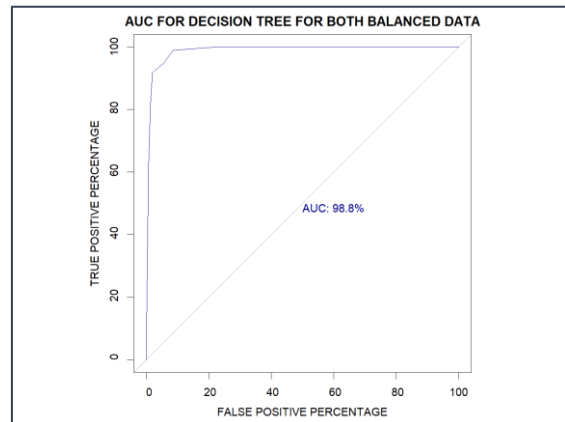 AUC FOR DECISION TREE FOR BOTH BALANCED DATA
100
80
60
40
20
0
TRUE POSITIVE PERCENTAGE
AUC: 98.8%
0 20 40 60 80 100
FALSE POSITIVE PERCENTAGE